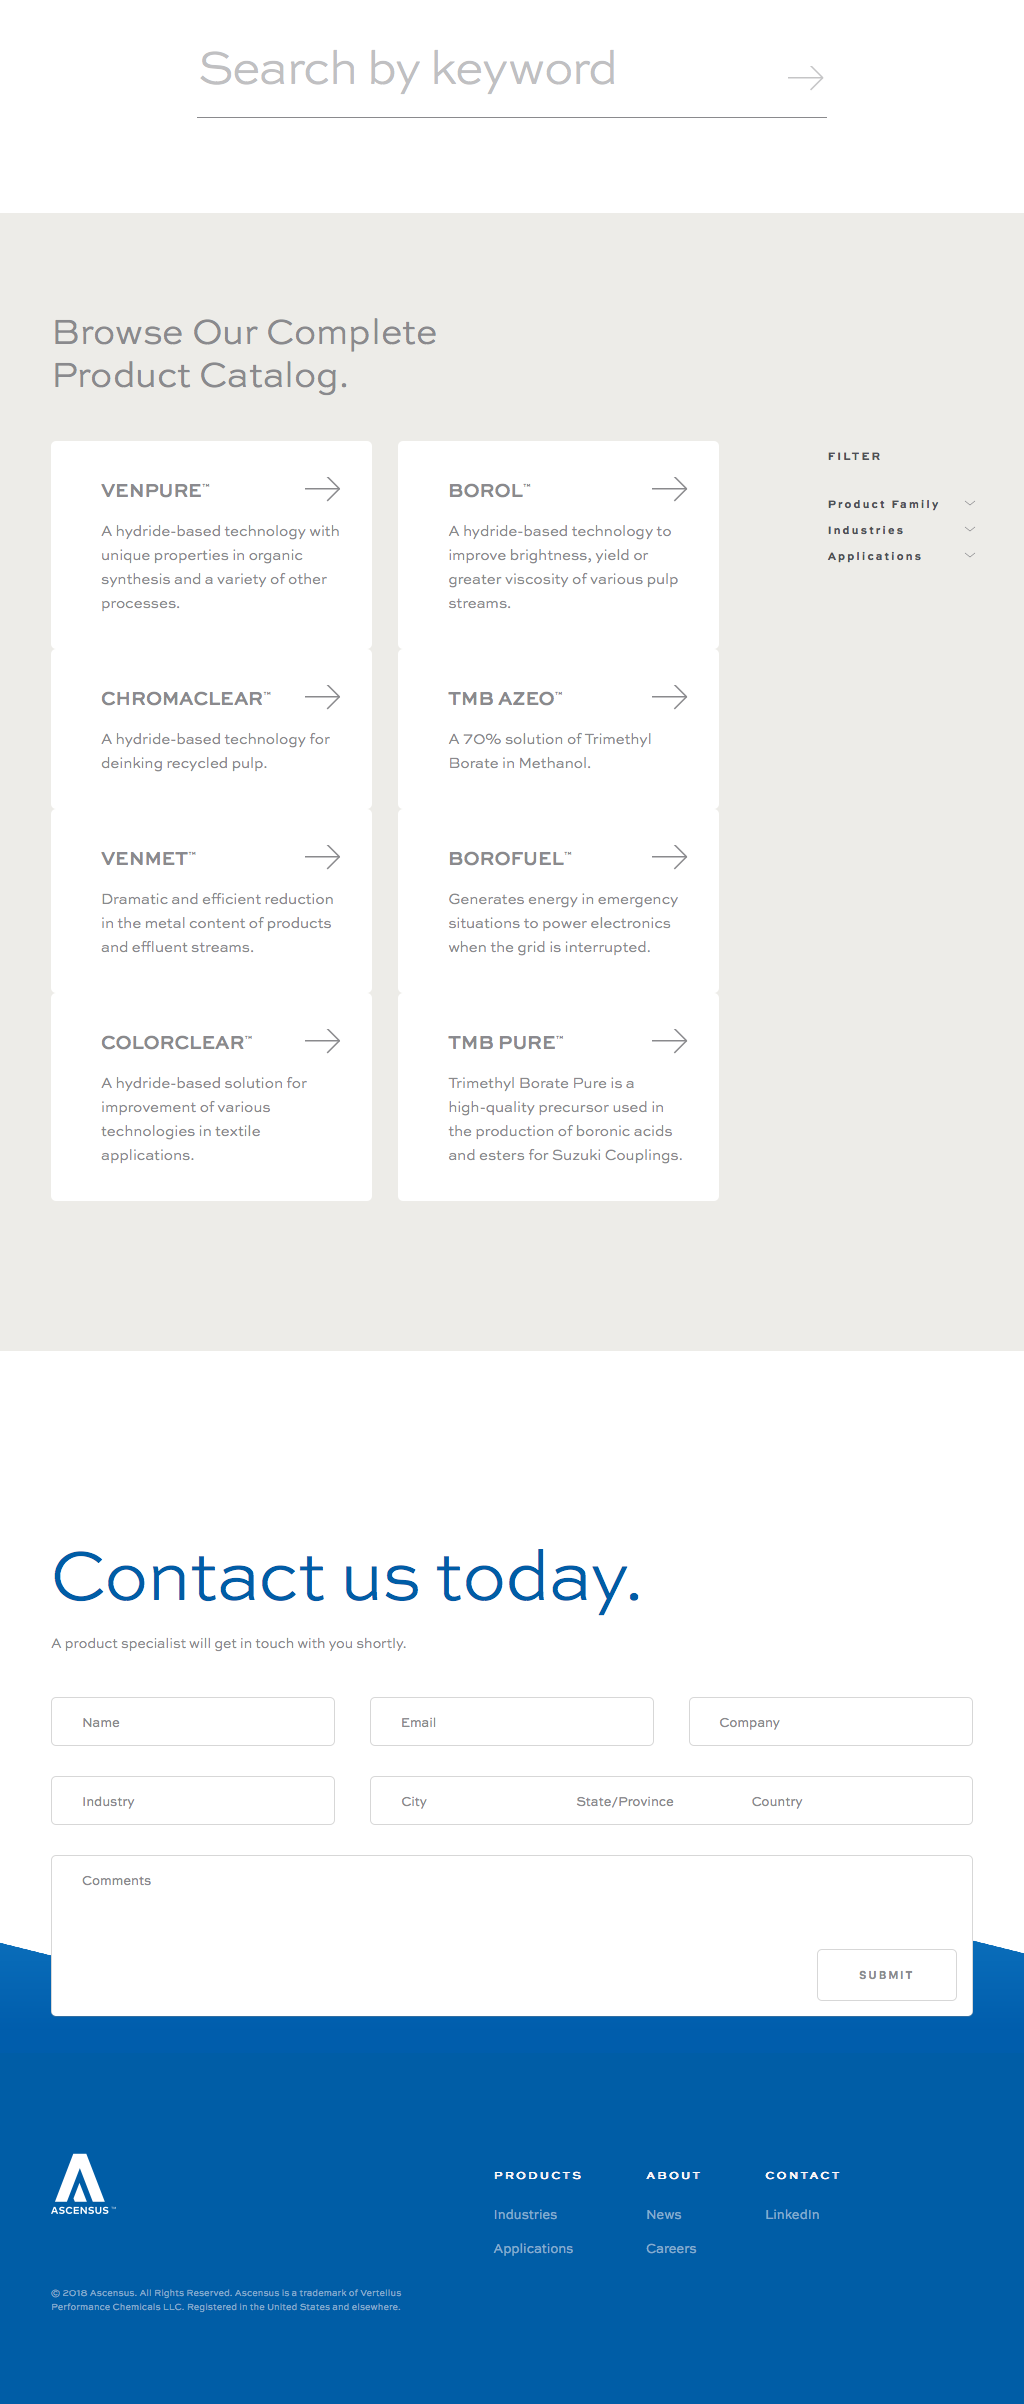 Search by keyword
Browse Our Complete
Product Catalog.
VENPURE™
A hydride-based technology with
unique properties in organic
synthesis and a variety of other
processes.
BOROL™
A hydride-based technology to
improve brightness, yield or
greater viscosity of various pulp
streams.
FILTER
Product Family
Industries
Applications
CHROMACLEAR™
A hydride-based technology for
deinking recycled pulp.
TMB AZEO™
A 70% solution of Trimethyl
Borate in Methanol.
VENMET™
Dramatic and efficient reduction
in the metal content of products
and effluent streams.
BOROFUEL™
Generates energy in emergency
situations to power electronics
when the grid is interrupted.
COLORCLEAR™
A hydride-based solution for
improvement of various
technologies in textile
applications.
TMB PURE™
Trimethyl Borate Pure is a
high-quality precursor used in
the production of boronic acids
and esters for Suzuki Couplings.
Contact us today.
A product specialist will get in touch with you shortly.
Name
Email
Company
Industry
City
State/Province
Country
Comments
SUBMIT
ASCENSUS™
PRODUCTS
Industries
Applications
ABOUT
News
Careers
CONTACT
LinkedIn
© 2018 Ascensus. All Rights Reserved. Ascensus is a trademark of Vertellus
Performance Chemicals LLC. Registered in the United States and elsewhere.